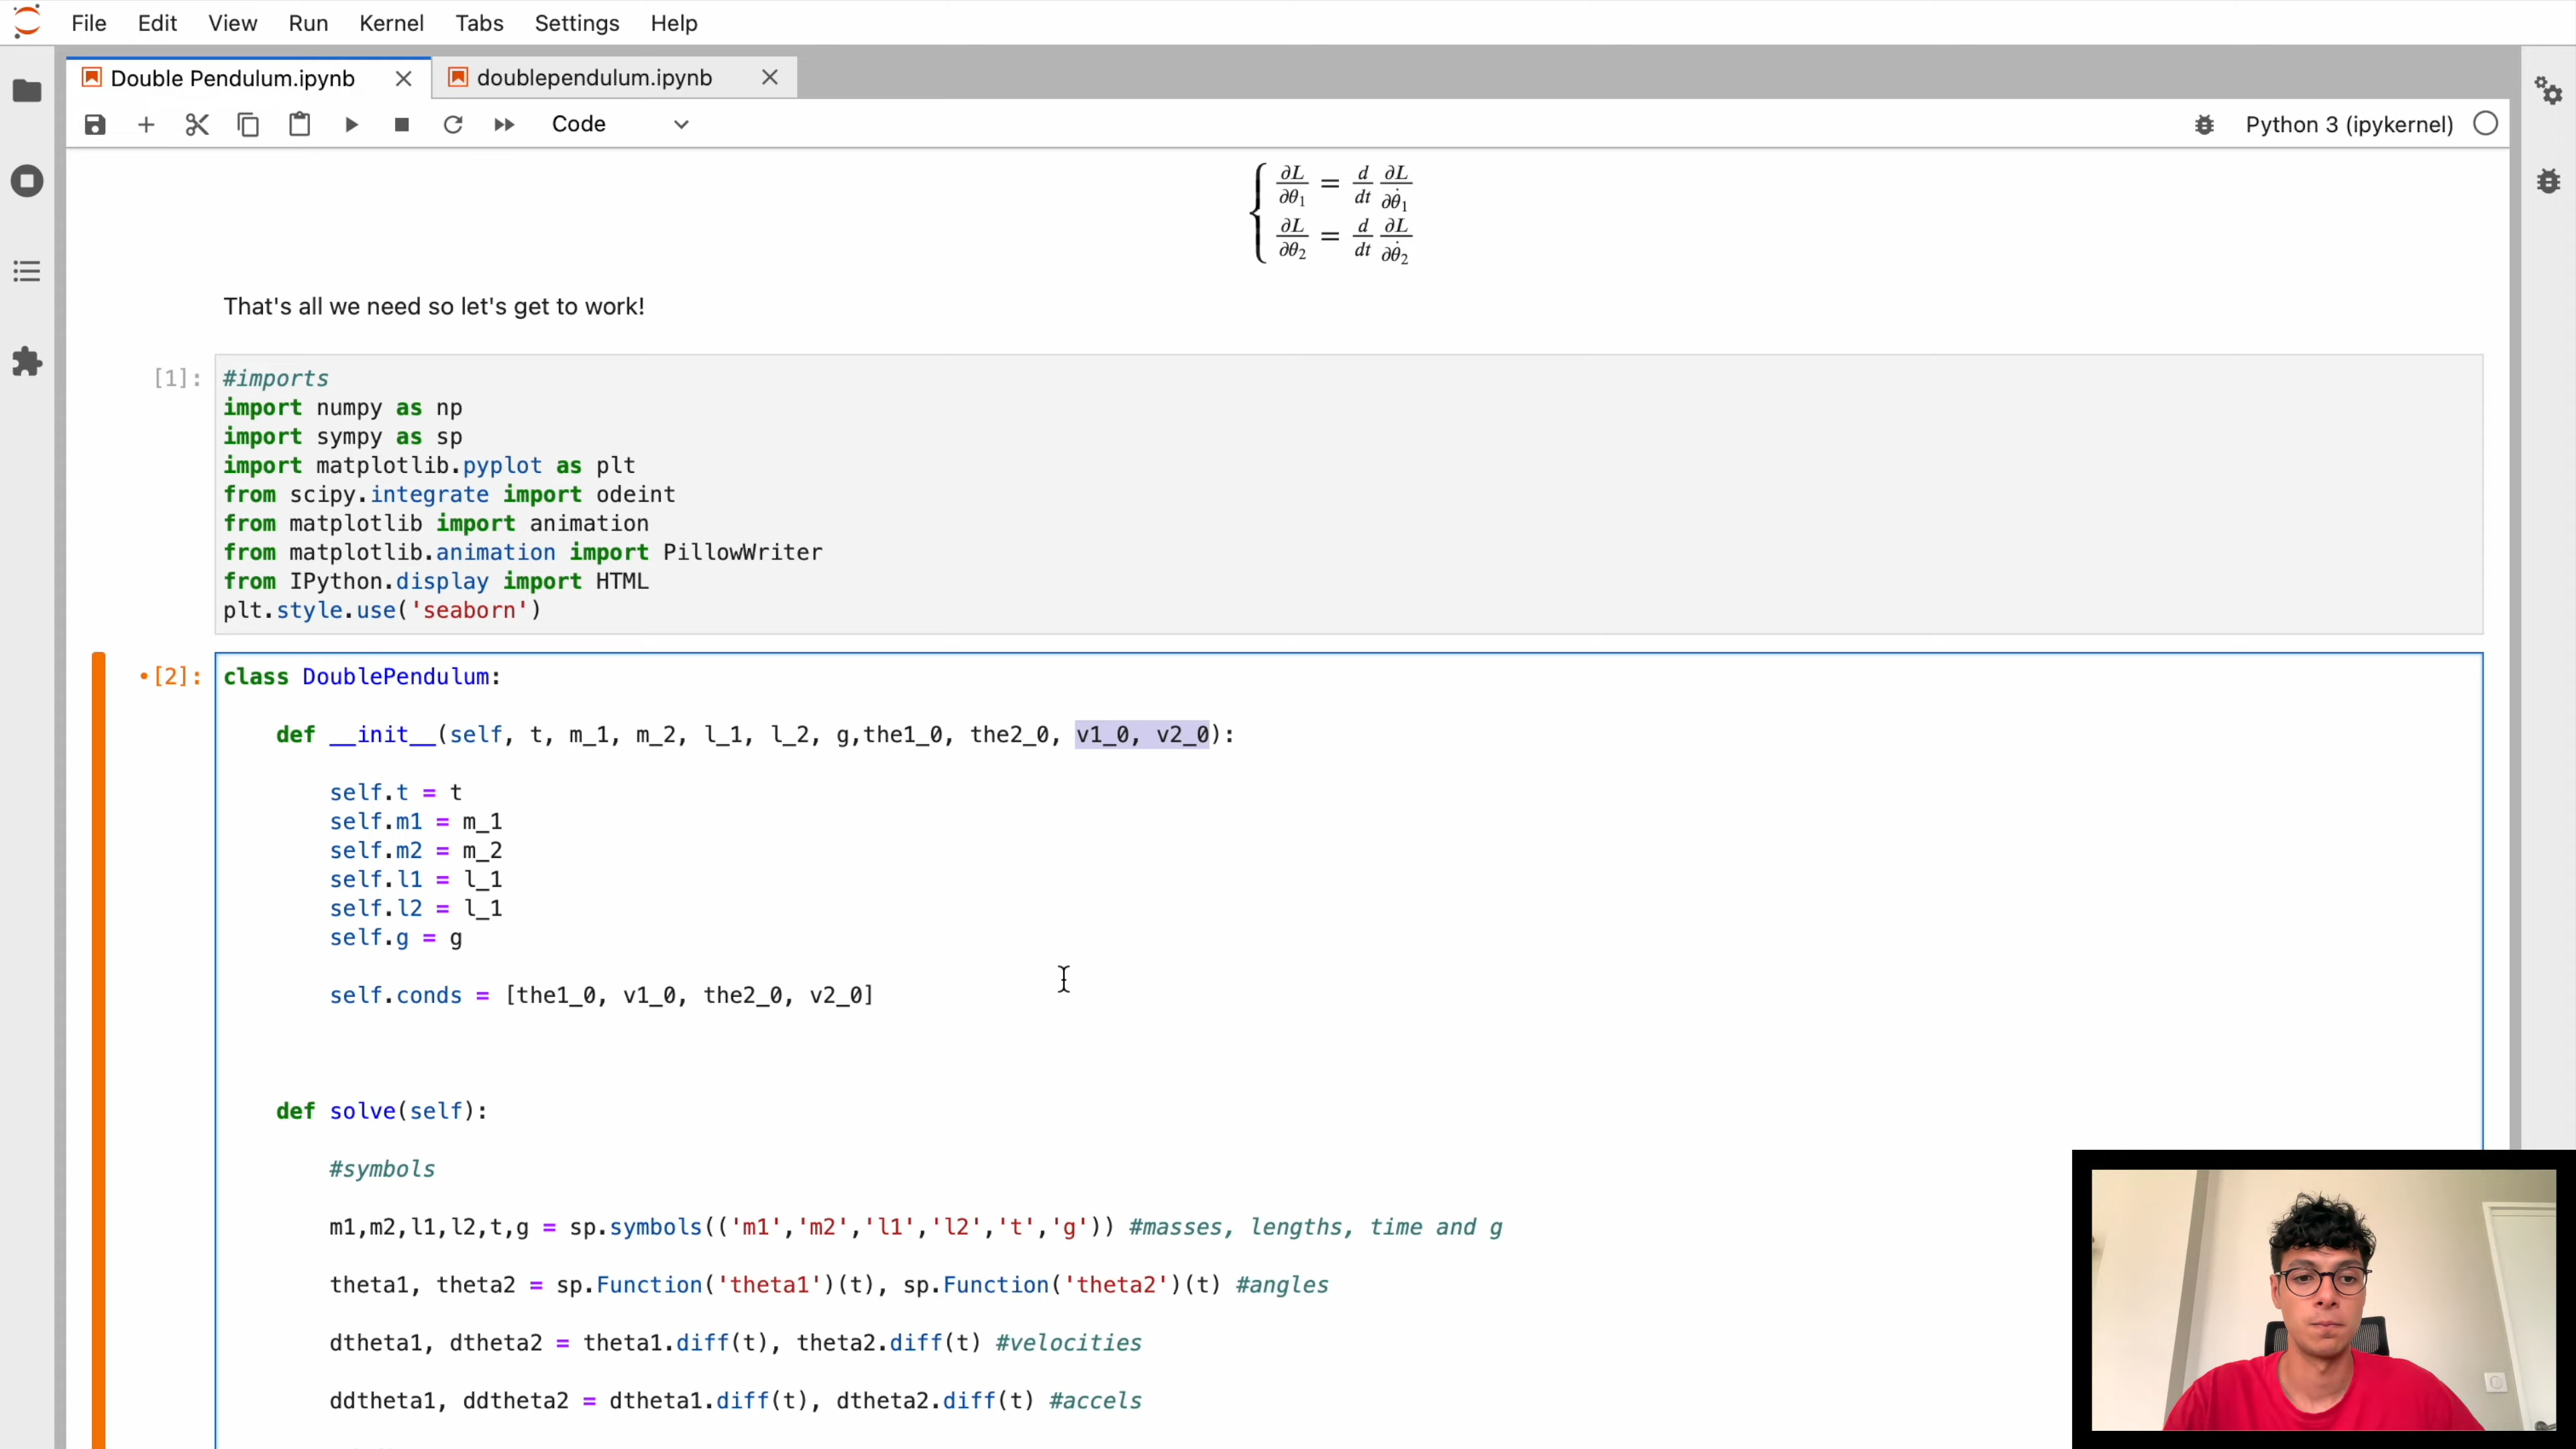 File Edit View Run Kernel Tabs Settings Help
Double Pendulum.ipynb doublependulum.ipynb
Code Python 3 (ipykernel)
∂L/∂θ₁ = d/dt ∂L/∂θ̇₁
∂L/∂θ₂ = d/dt ∂L/∂θ̇₂
That's all we need so let's get to work!
[1]: #imports
import numpy as np
import sympy as sp
import matplotlib.pyplot as plt
from scipy.integrate import odeint
from matplotlib import animation
from matplotlib.animation import PillowWriter
from IPython.display import HTML
plt.style.use('seaborn')
•[2]: class DoublePendulum:
def __init__(self, t, m_1, m_2, l_1, l_2, g,the1_0, the2_0, v1_0, v2_0):
self.t = t
self.m1 = m_1
self.m2 = m_2
self.l1 = l_1
self.l2 = l_1
self.g = g
self.conds = [the1_0, v1_0, the2_0, v2_0]
def solve(self):
#symbols
m1,m2,l1,l2,t,g = sp.symbols(('m1','m2','l1','l2','t','g')) #masses, lengths, time and g
theta1, theta2 = sp.Function('theta1')(t), sp.Function('theta2')(t) #angles
dtheta1, dtheta2 = theta1.diff(t), theta2.diff(t) #velocities
ddtheta1, ddtheta2 = dtheta1.diff(t), dtheta2.diff(t) #accels